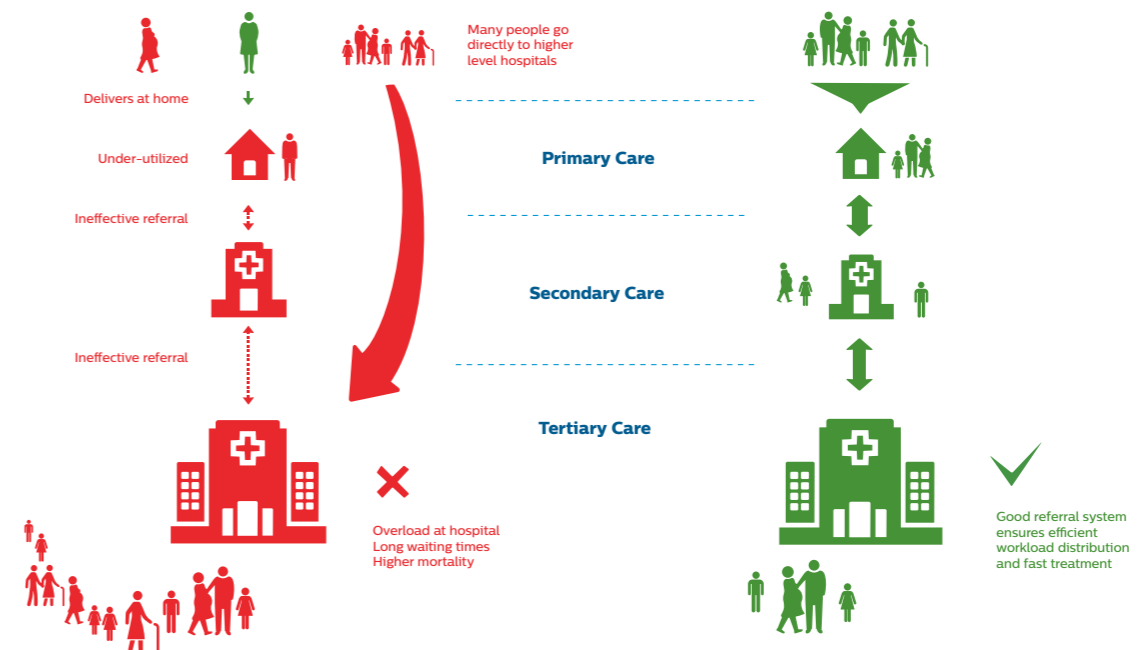 Many people go
directly to higher
level hospitals
Delivers at home
Under-utilized
Primary Care
Ineffective referral
Secondary Care
Ineffective referral
Tertiary Care
Overload at hospital
Long waiting times
Higher mortality
Good referral system
ensures efficient
workload distribution
and fast treatment